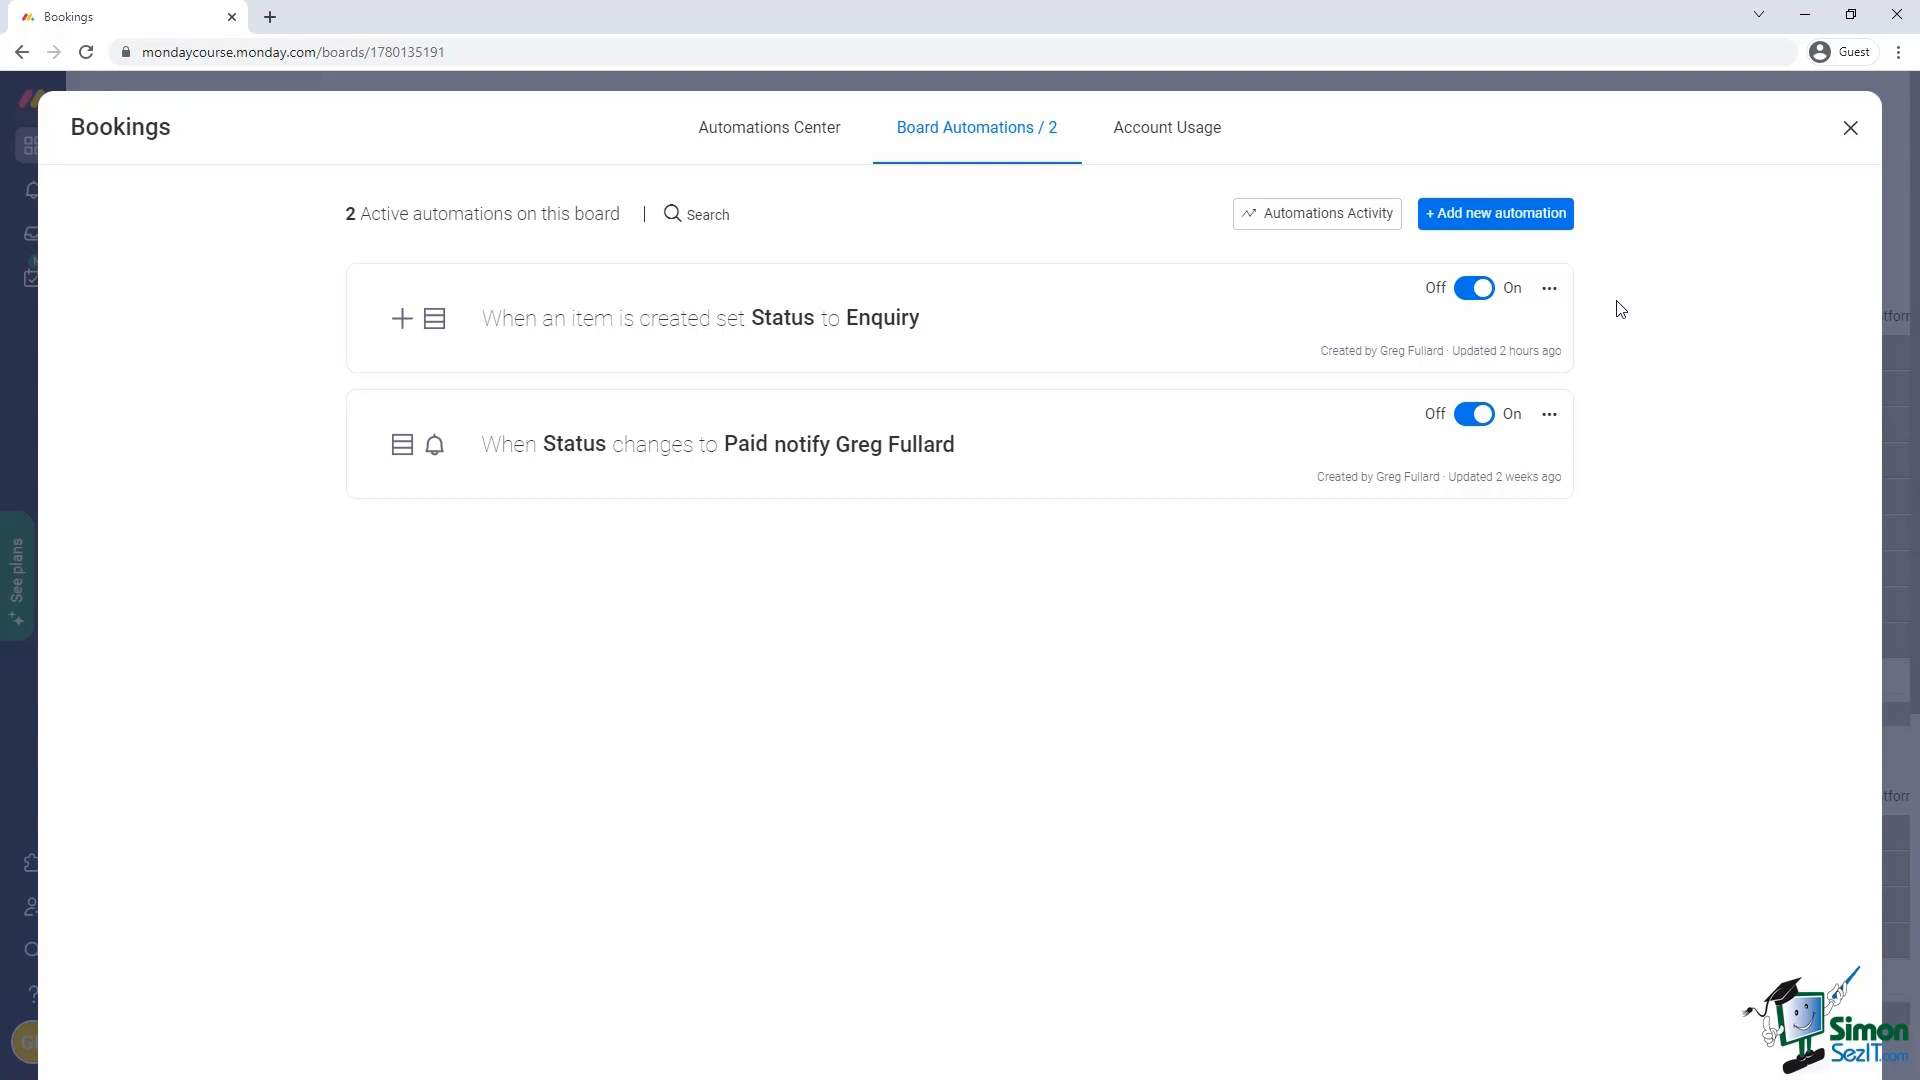 Bookings
mondaycourse.monday.com/boards/1780135191
Guest
Bookings
Automations Center
Board Automations / 2
Account Usage
2 Active automations on this board | Search
Automations Activity
+ Add new automation
Off On
When an item is created set Status to Enquiry
Created by Greg Fullard · Updated 2 hours ago
Off On
When Status changes to Paid notify Greg Fullard
Created by Greg Fullard · Updated 2 weeks ago
See plans
Simon
SezIT.com